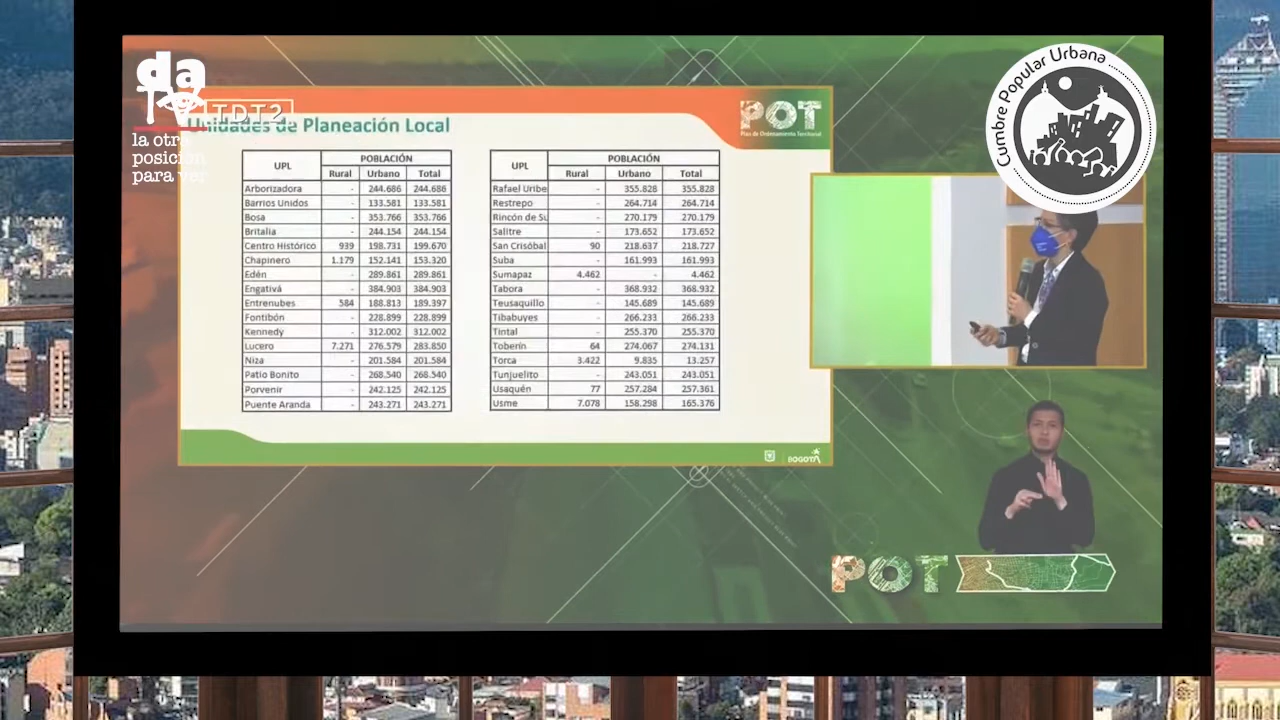 da
TV TDT2
la otra
posición
para ver
Unidades de Planeación Local
POT
Plan de Ordenamiento Territorial
Cumbre Popular Urbana
UPL POBLACIÓN
Rural Urbano Total
Arborizadora - 244.686 244.686
Barrios Unidos - 133.581 133.581
Bosa - 353.766 353.766
Britalia - 244.154 244.154
Centro Histórico 939 198.731 199.670
Chapinero 1.179 152.141 153.320
Edén - 289.861 289.861
Engativá - 384.903 384.903
Entrenubes 584 188.813 189.397
Fontibón - 228.899 228.899
Kennedy - 312.002 312.002
Lucero 7.271 276.579 283.850
Niza - 201.584 201.584
Patio Bonito - 268.540 268.540
Porvenir - 242.125 242.125
Puente Aranda - 243.271 243.271
UPL POBLACIÓN
Rural Urbano Total
Rafael Uribe - 355.828 355.828
Restrepo - 264.714 264.714
Rincón de Su - 270.179 270.179
Salitre - 173.652 173.652
San Crisóbal 90 218.637 218.727
Suba - 161.993 161.993
Sumapaz 4.462 - 4.462
Tabora - 368.932 368.932
Teusaquillo - 145.689 145.689
Tibabuyes - 266.233 266.233
Tintal - 255.370 255.370
Toberín 64 274.067 274.131
Torca 3.422 9.835 13.257
Tunjuelito - 243.051 243.051
Usaquén 77 257.284 257.361
Usme 7.078 158.298 165.376
BOGOTÁ
POT